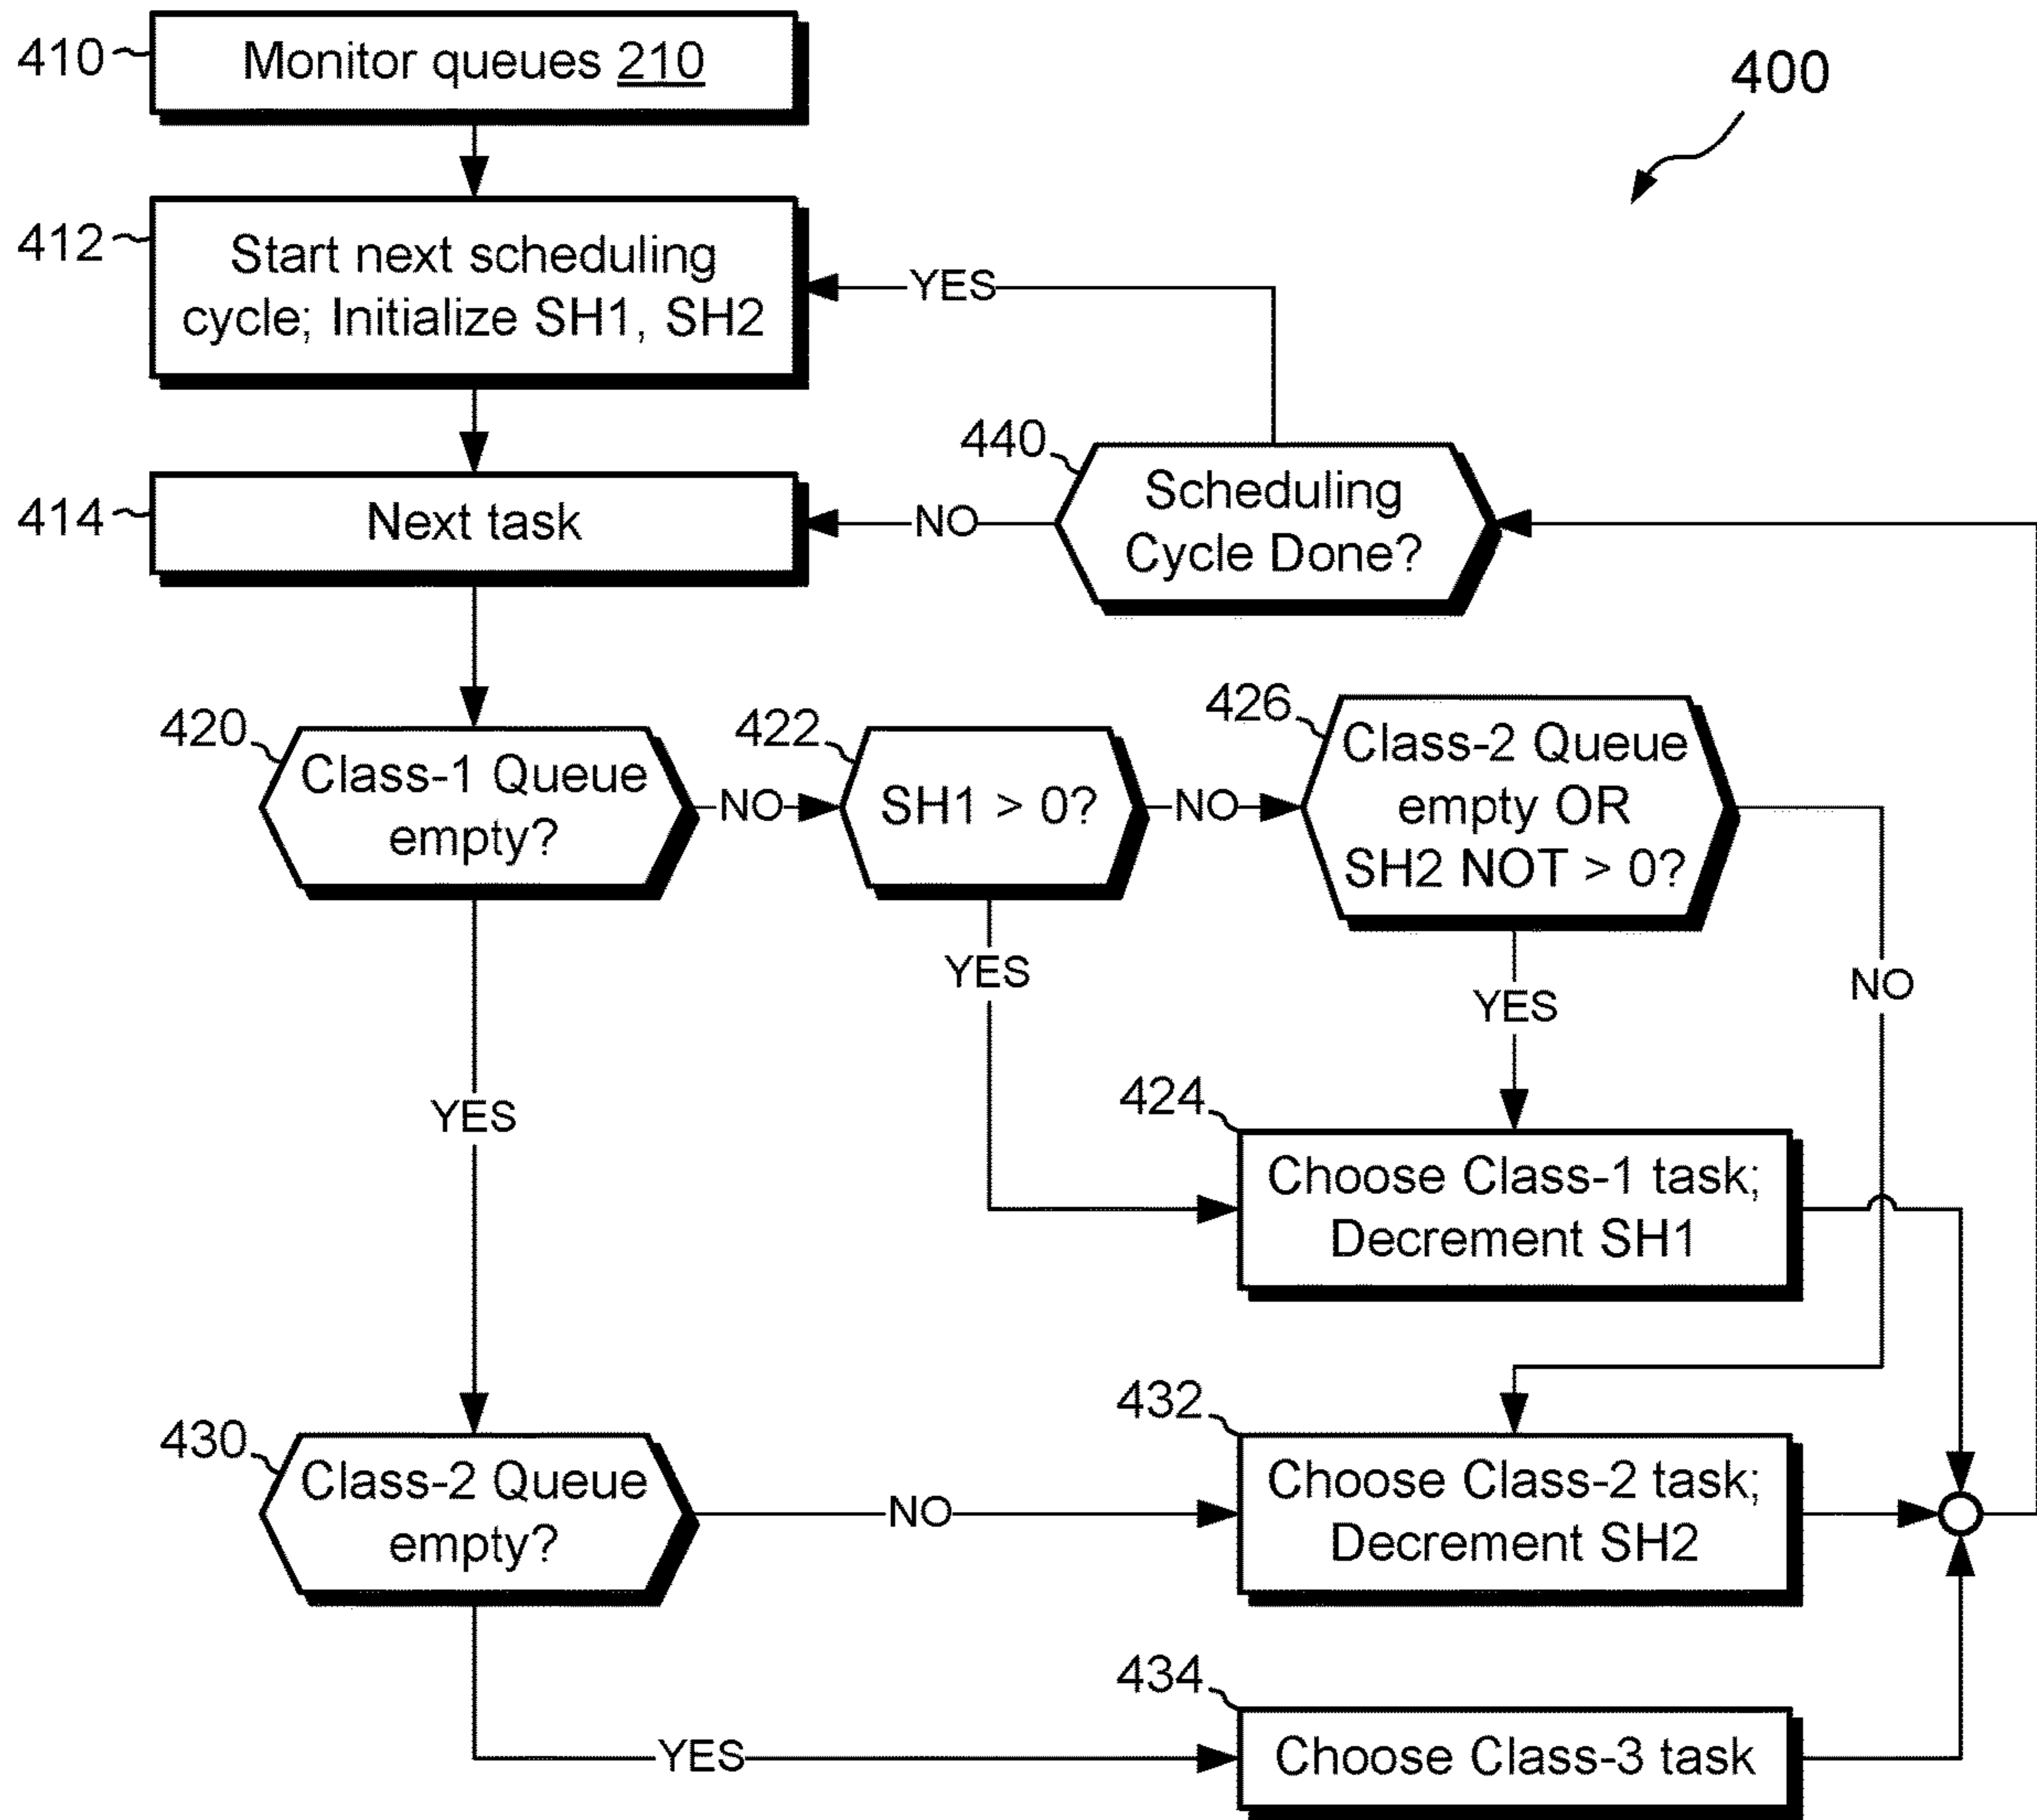 410
Monitor queues 210
400
412
Start next scheduling
cycle; Initialize SH1, SH2
YES
440
Scheduling
Cycle Done?
414
Next task
NO
420
Class-1 Queue
empty?
NO
422
SH1 > 0?
NO
426
Class-2 Queue
empty OR
SH2 NOT > 0?
YES
YES
NO
YES
424
Choose Class-1 task;
Decrement SH1
430
Class-2 Queue
empty?
NO
432
Choose Class-2 task;
Decrement SH2
434
YES
Choose Class-3 task